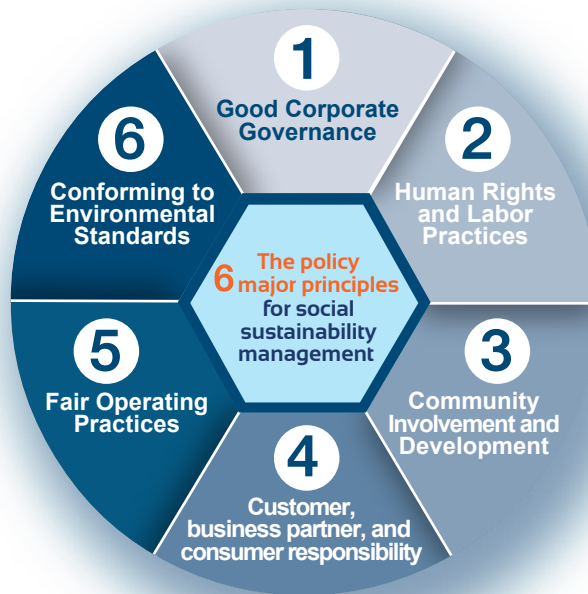 1
Good Corporate
Governance
2
Human Rights
and Labor
Practices
3
Community
Involvement and
Development
4
Customer,
business partner, and
consumer responsibility
5
Fair Operating
Practices
6
Conforming to
Environmental
Standards
The policy
6 major principles
for social
sustainability
management